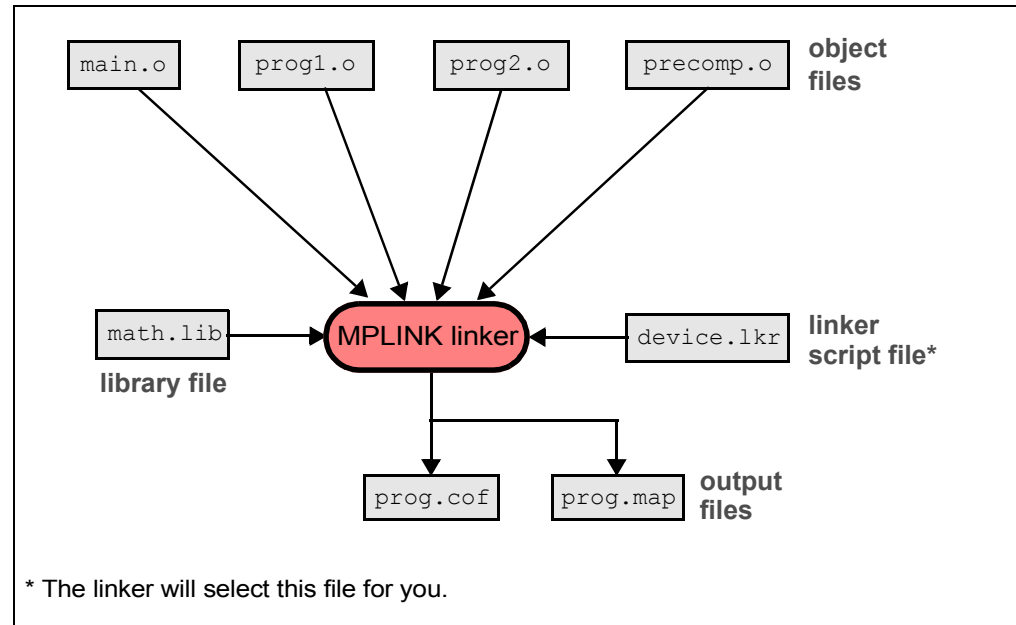 main.o
prog1.o
prog2.o
precomp.o
object
files
math.lib
MPLINK linker
device.lkr
linker
script file*
library file
prog.cof
prog.map
output
files
* The linker will select this file for you.